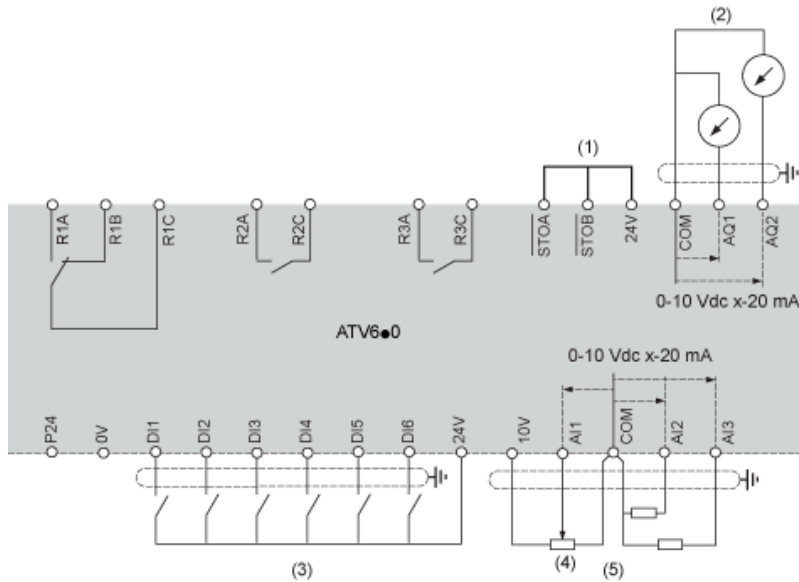 (2)
(1)
R1A
R1B
R1C
R2A
R2C
R3A
R3C
STOA
STOB
24V
COM
AQ1
AQ2
0-10 Vdc x-20 mA
ATV6●0
0-10 Vdc x-20 mA
P24
0V
DI1
DI2
DI3
DI4
DI5
DI6
24V
10V
AI1
COM
AI2
AI3
(3)
(4)
(5)